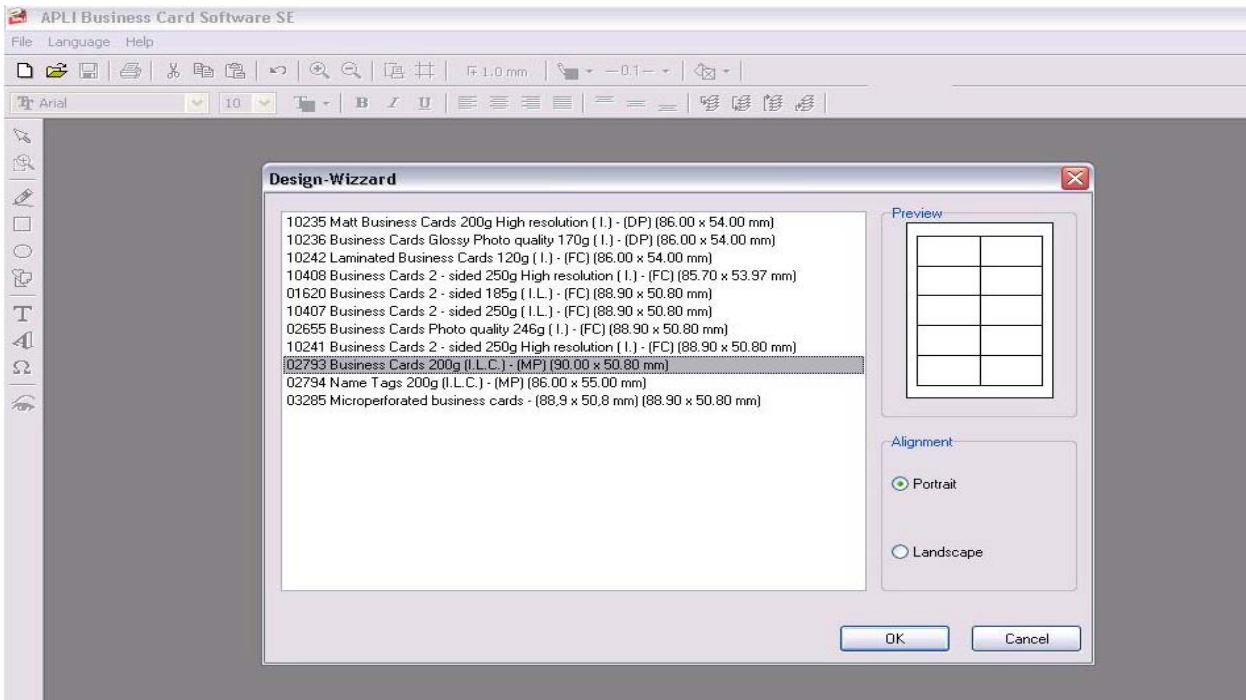 APLI Business Card Software SE
File Language Help
1.0 mm 0.1
Tr Arial 10 T B I U
Design-Wizzard
10235 Matt Business Cards 200g High resolution ( I.) - (DP) (86.00 x 54.00 mm)
10236 Business Cards Glossy Photo quality 170g ( I.) - (DP) (86.00 x 54.00 mm)
10242 Laminated Business Cards 120g ( I.) - (FC) (86.00 x 54.00 mm)
10408 Business Cards 2 - sided 250g High resolution ( I.) - (FC) (85.70 x 53.97 mm)
01620 Business Cards 2 - sided 185g ( I.L.) - (FC) (88.90 x 50.80 mm)
10407 Business Cards 2 - sided 250g ( I.L.) - (FC) (88.90 x 50.80 mm)
02655 Business Cards Photo quality 246g ( I.) - (FC) (88.90 x 50.80 mm)
10241 Business Cards 2 - sided 250g High resolution ( I.) - (FC) (88.90 x 50.80 mm)
02793 Business Cards 200g (I.L.C.) - (MP) (90.00 x 50.80 mm)
02794 Name Tags 200g (I.L.C.) - (MP) (86.00 x 55.00 mm)
03285 Microperforated business cards - (88,9 x 50,8 mm) (88.90 x 50.80 mm)
Preview
Alignment
Portrait
Landscape
OK Cancel
T
A
Ω